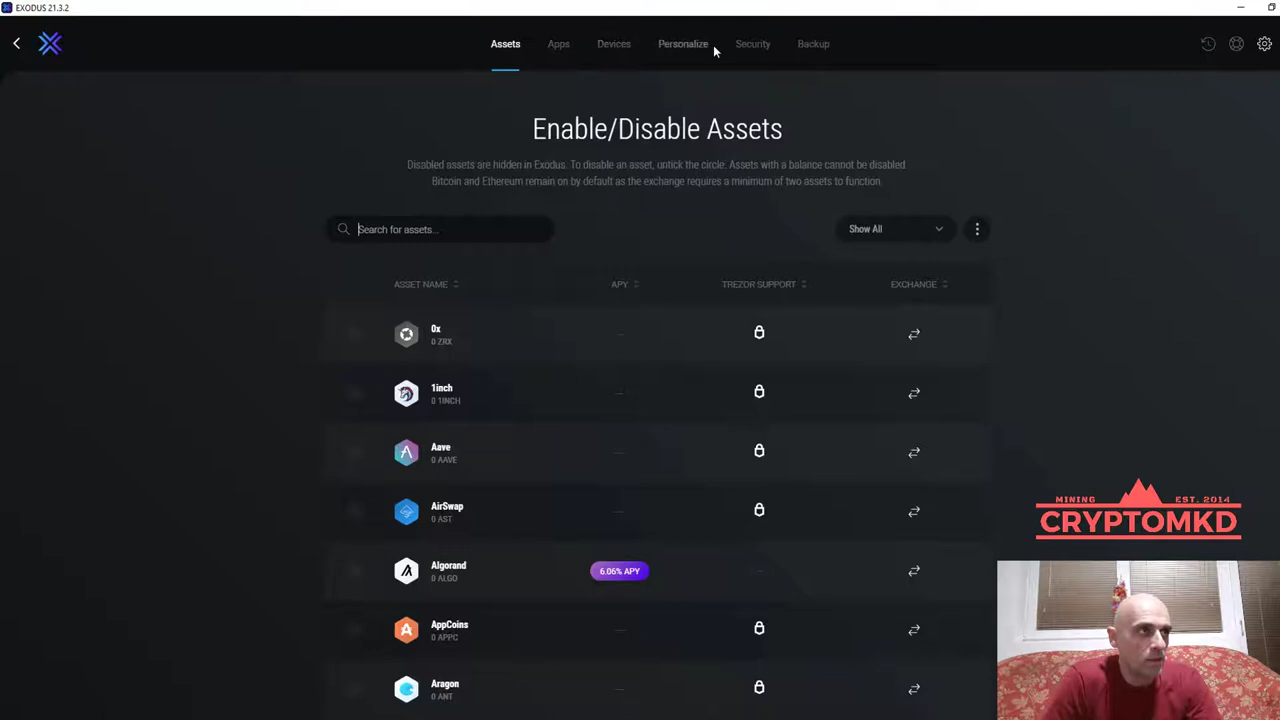 EXODUS 21.3.2
Assets Apps Devices Personalize Security Backup
Enable/Disable Assets
Disabled assets are hidden in Exodus. To disable an asset, untick the circle. Assets with a balance cannot be disabled.
Bitcoin and Ethereum remain on by default as the exchange requires a minimum of two assets to function.
Search for assets... Show All
ASSET NAME APY TREZOR SUPPORT EXCHANGE
0x
0 ZRX
1inch
0 1INCH
Aave
0 AAVE
AirSwap
0 AST
Algorand
0 ALGO
6.06% APY
AppCoins
0 APPC
Aragon
0 ANT
MINING EST. 2014
CRYPTOMKD